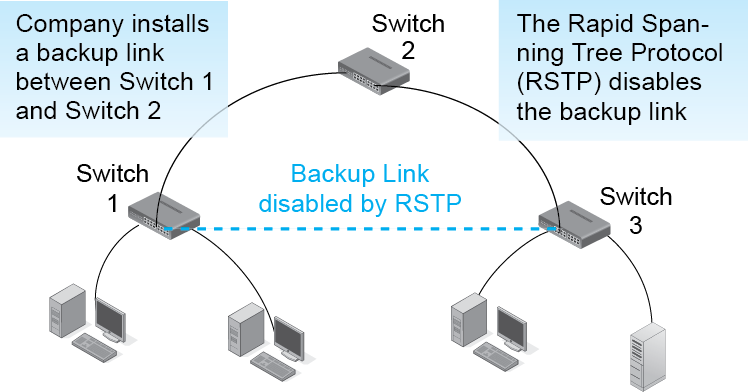 Company installs
a backup link
between Switch 1
and Switch 2
Switch
2
The Rapid Span-
ning Tree Protocol
(RSTP) disables
the backup link
Switch
1
Backup Link
disabled by RSTP
Switch
3